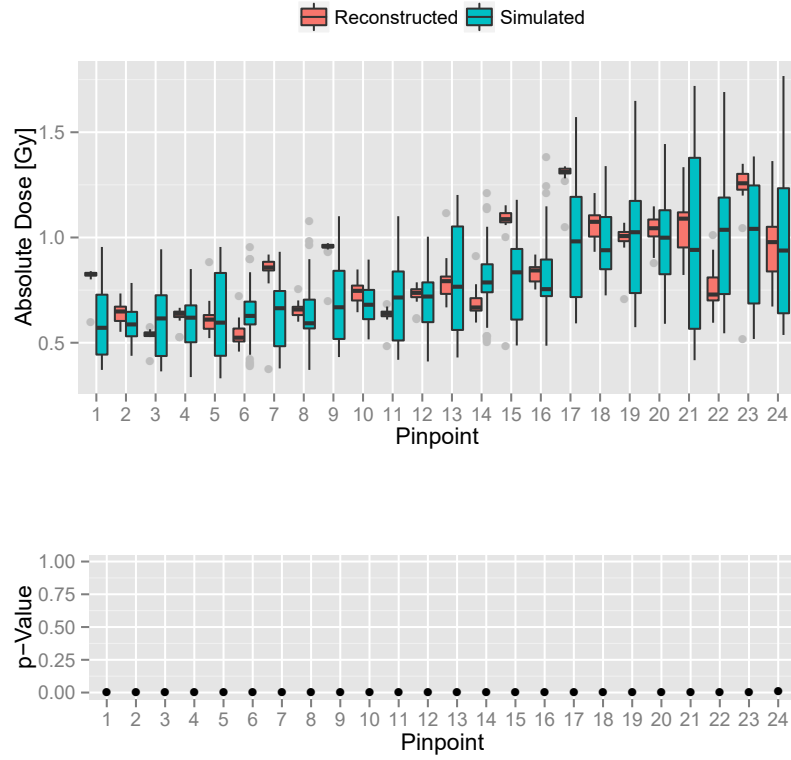 Reconstructed Simulated
Absolute Dose [Gy]
1.5
1.0
0.5
1 2 3 4 5 6 7 8 9 10 11 12 13 14 15 16 17 18 19 20 21 22 23 24
Pinpoint
p−Value
1.00
0.75
0.50
0.25
0.00
1 2 3 4 5 6 7 8 9 10 11 12 13 14 15 16 17 18 19 20 21 22 23 24
Pinpoint